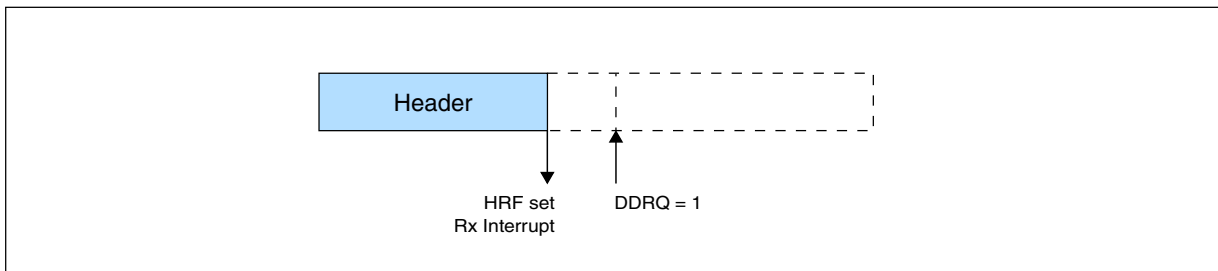 Header
HRF set
Rx Interrupt
DDRQ = 1